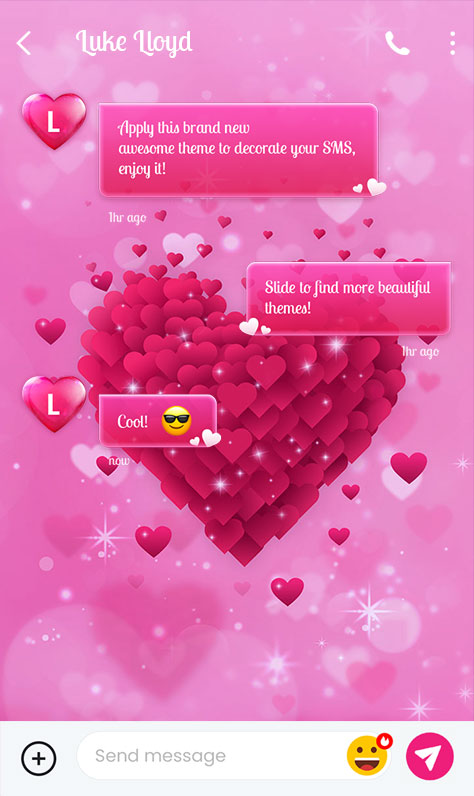 Luke Lloyd
L
Apply this brand new
awesome theme to decorate your SMS,
enjoy it!
1hr ago
Slide to find more beautiful
themes!
1hr ago
L
Cool! 😎
now
Send message